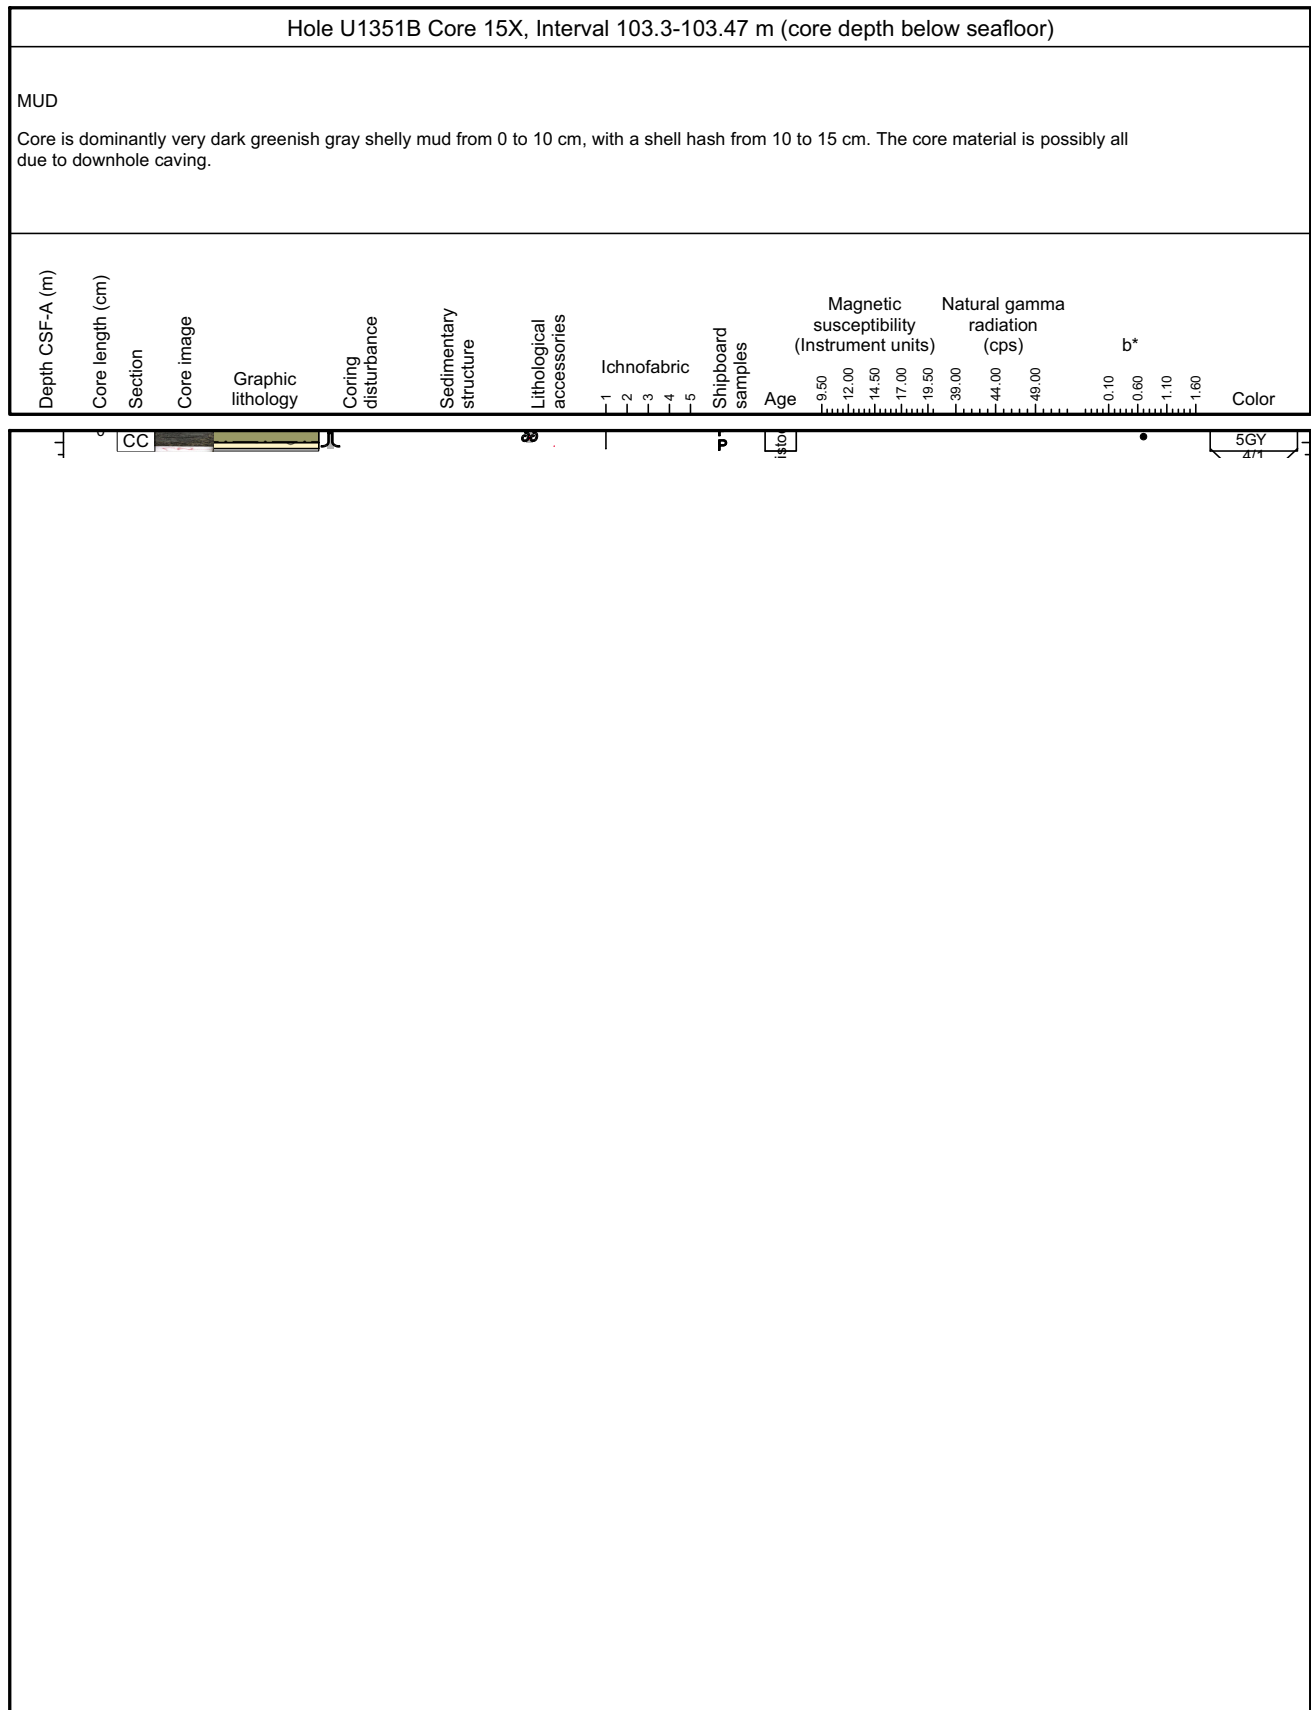 Hole U1351B Core 15X, Interval 103.3-103.47 m (core depth below seafloor)
MUD
Core is dominantly very dark greenish gray shelly mud from 0 to 10 cm, with a shell hash from 10 to 15 cm. The core material is possibly all
due to downhole caving.
Depth CSF-A (m)
Core length (cm)
Section
Core image
Graphic
lithology
Coring
disturbance
Sedimentary
structure
Lithological
accessories
Ichnofabric
1 2 3 4 5
Shipboard
samples
Age
Magnetic
susceptibility
(Instrument units)
9.50 12.00 14.50 17.00 19.50
Natural gamma
radiation
(cps)
39.00 44.00 49.00
b*
0.10 0.60 1.10 1.60
Color
CC
P
5GY
4/1